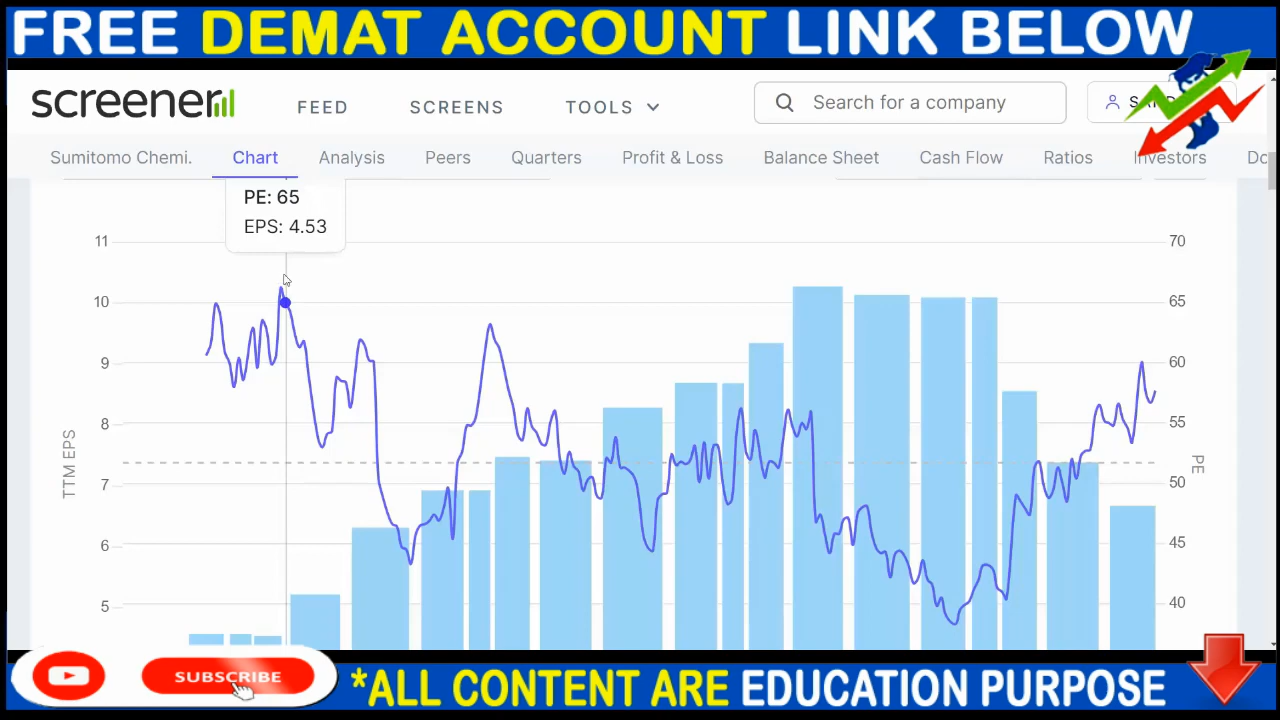 FREE DEMAT ACCOUNT LINK BELOW
screener
FEED
SCREENS
TOOLS
Search for a company
Sumitomo Chemi.
Chart
Analysis
Peers
Quarters
Profit & Loss
Balance Sheet
Cash Flow
Ratios
Investors
PE: 65
EPS: 4.53
11
10
9
8
7
6
5
TTM EPS
70
65
60
55
50
45
40
PE
SUBSCRIBE
*ALL CONTENT ARE EDUCATION PURPOSE